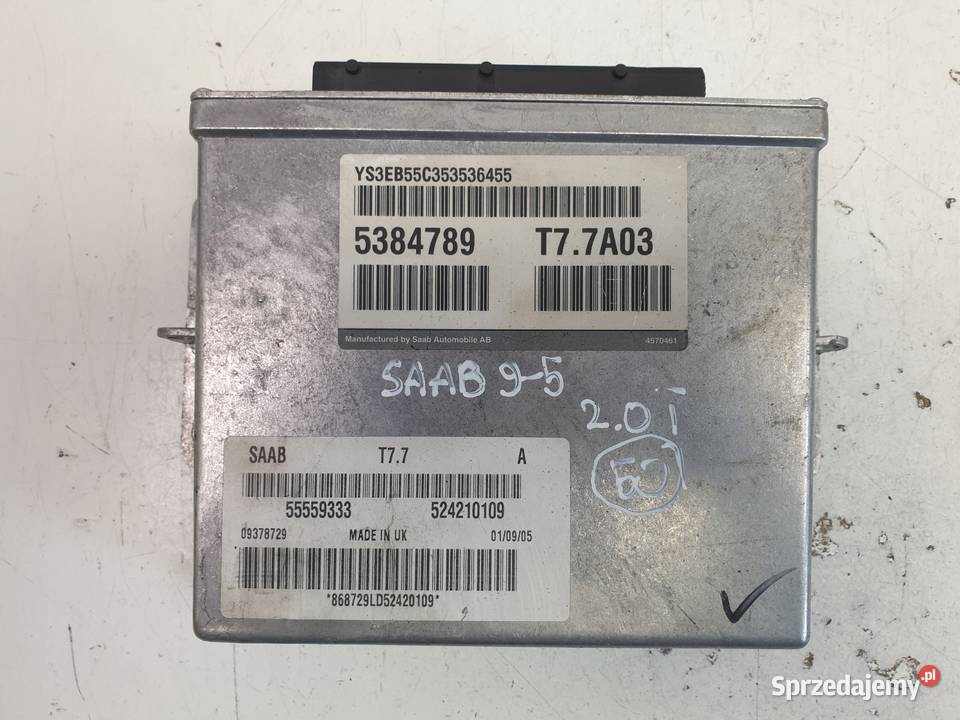 YS3EB55C353536455
5384789 T7.7A03
Manufactured by Saab Automobile AB 4570461
SAAB 9-5
2.0T
SAAB T7.7 A
55559333 524210109
09378729 MADE IN UK 01/09/05
*868729LD52420109*
Sprzedajemy.pl